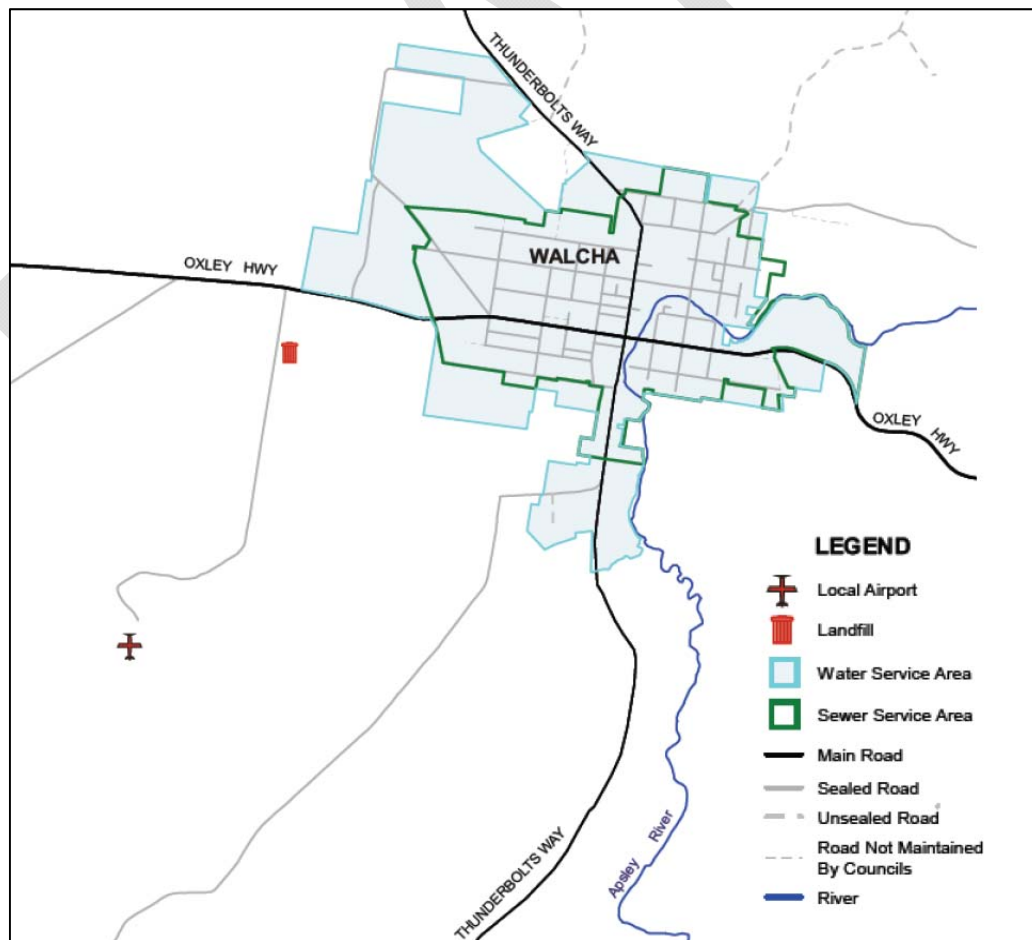 THUNDERBOLTS WAY
WALCHA
OXLEY HWY
OXLEY HWY
THUNDERBOLTS WAY
Apsley River
LEGEND
Local Airport
Landfill
Water Service Area
Sewer Service Area
Main Road
Sealed Road
Unsealed Road
Road Not Maintained
By Councils
River